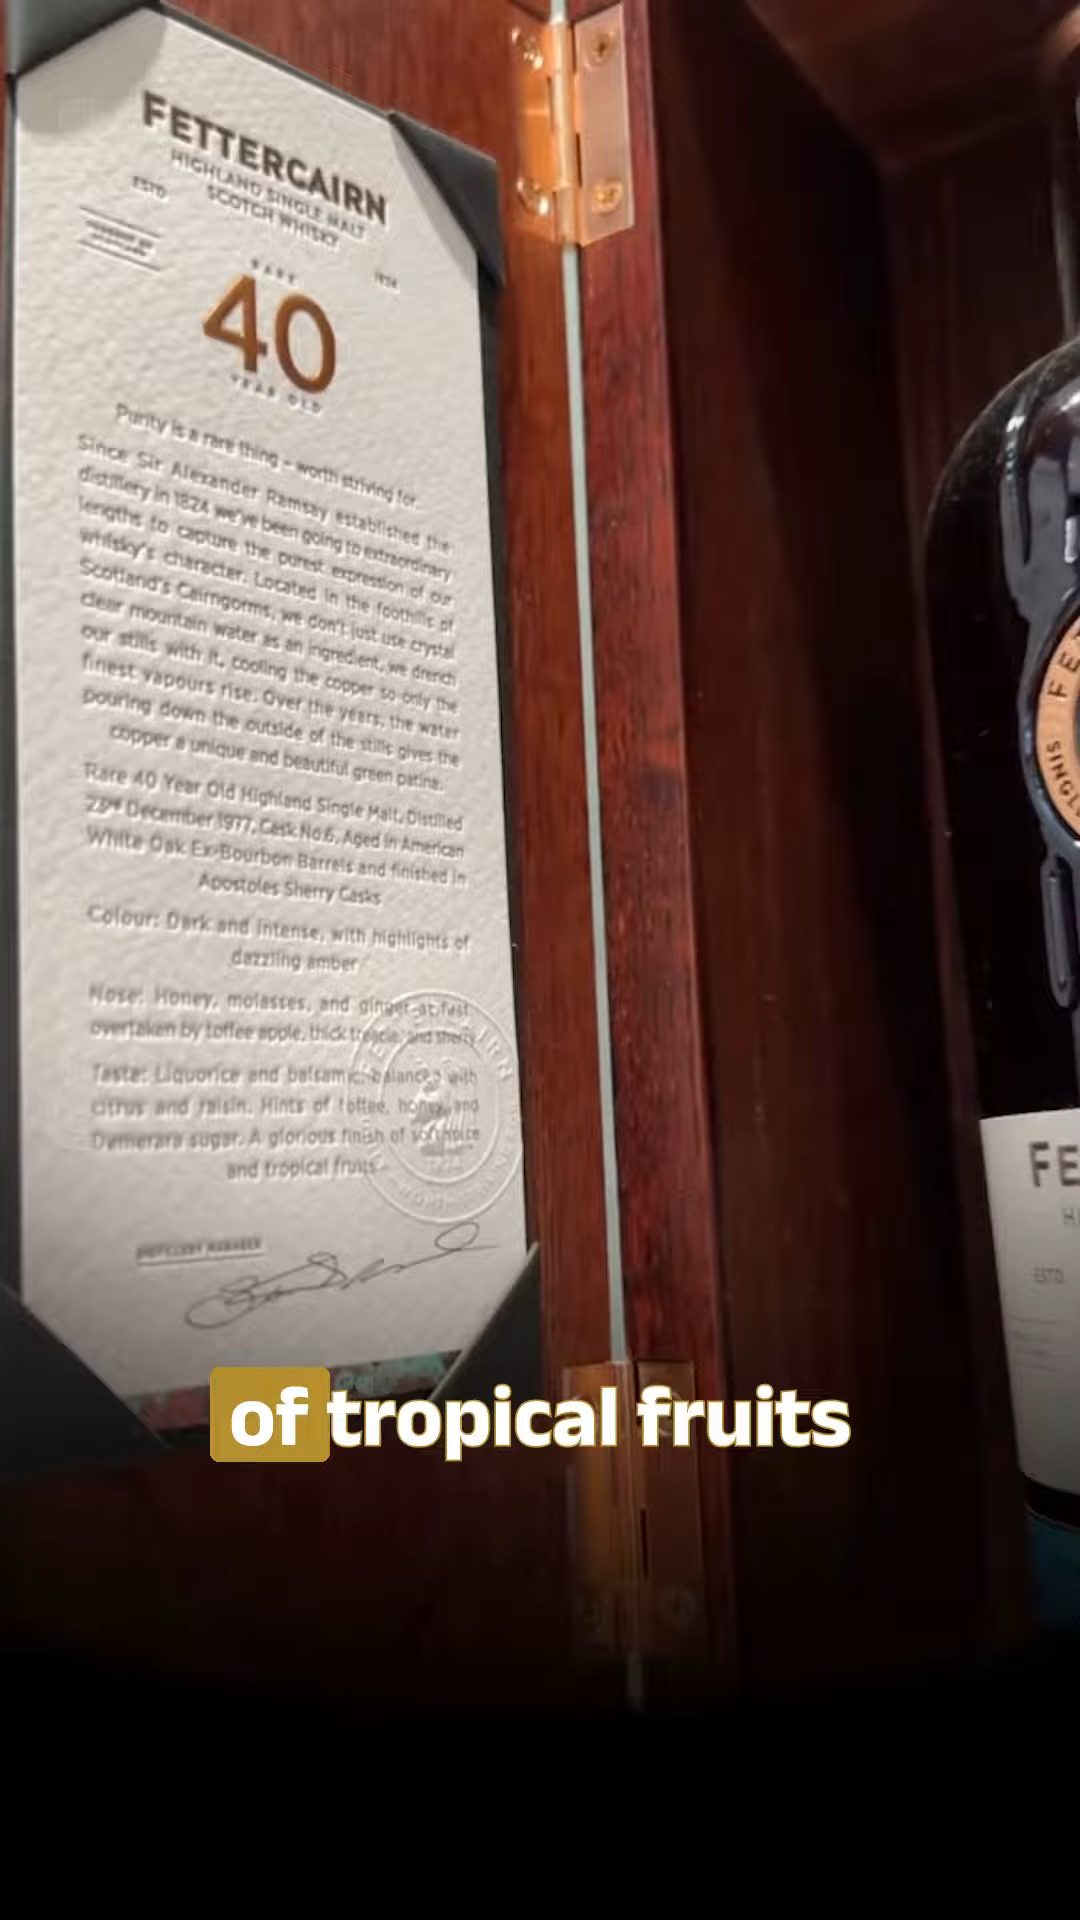 FETTERCAIRN
HIGHLAND SINGLE MALT
SCOTCH WHISKY
ESTD
1824
RARE
40
YEAR OLD
Purity is a rare thing – worth striving for.
Since Sir Alexander Ramsay established the
distillery in 1824 we've been going to extraordinary
lengths to capture the purest expression of our
whisky's character. Located in the foothills of
Scotland's Cairngorms, we don't just use crystal
clear mountain water as an ingredient, we drench
our stills with it, cooling the copper so only the
finest vapours rise. Over the years, the water
pouring down the outside of the stills gives the
copper a unique and beautiful green patina.
Rare 40 Year Old Highland Single Malt, Distilled
December 1977, Cask No.6, Aged in American
White Oak Ex-Bourbon Barrels and finished in
Apostoles Sherry Casks
Colour: Dark and intense, with highlights of
dazzling amber
Nose: Honey, molasses, and ginger at first
overtaken by toffee apple, thick treacle, and sherry
Taste: Liquorice and balsamic, balanced with
citrus and raisin. Hints of toffee, honey, and
Demerara sugar. A glorious finish of soft spice
and tropical fruits
DISTILLERY MANAGER
FE
SINGL
FE
ESTD
of tropical fruits